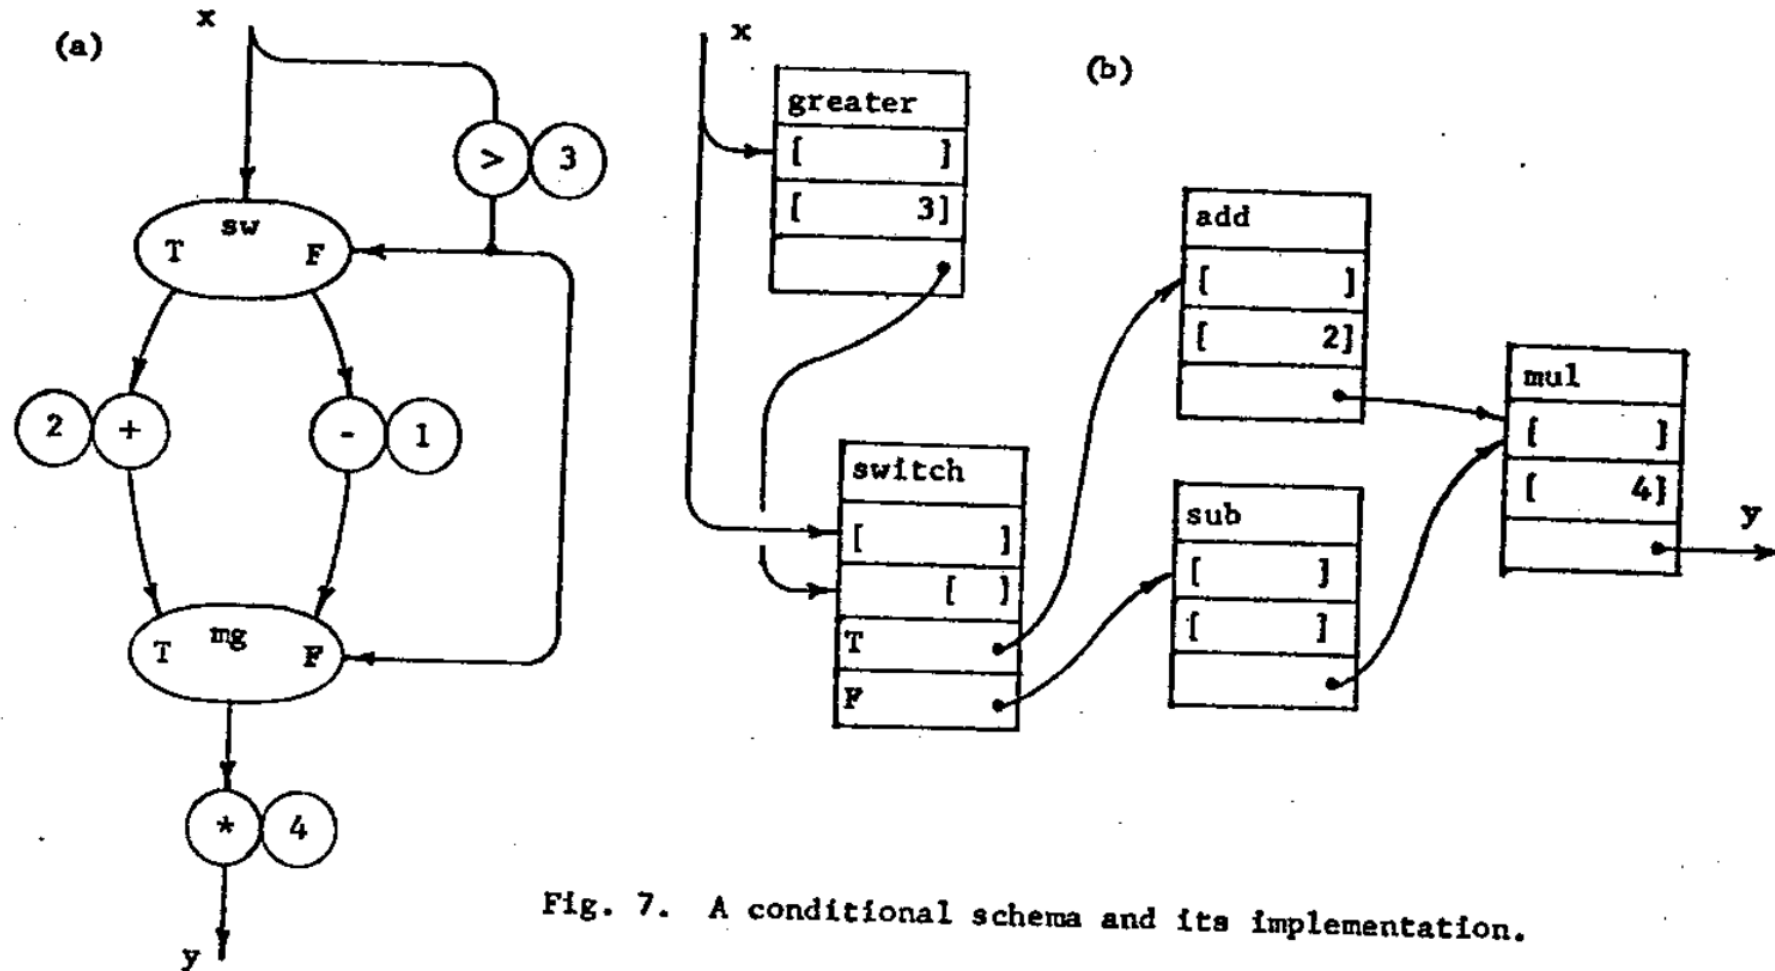 (a)
x
> 3
sw
T F
2 +
- 1
mg
T F
* 4
y
(b)
x
greater
[ ]
[ 3]
switch
[ ]
[ ]
T
F
add
[ ]
[ 2]
sub
[ ]
[ ]
mul
[ ]
[ 4]
y
Fig. 7. A conditional schema and its implementation.